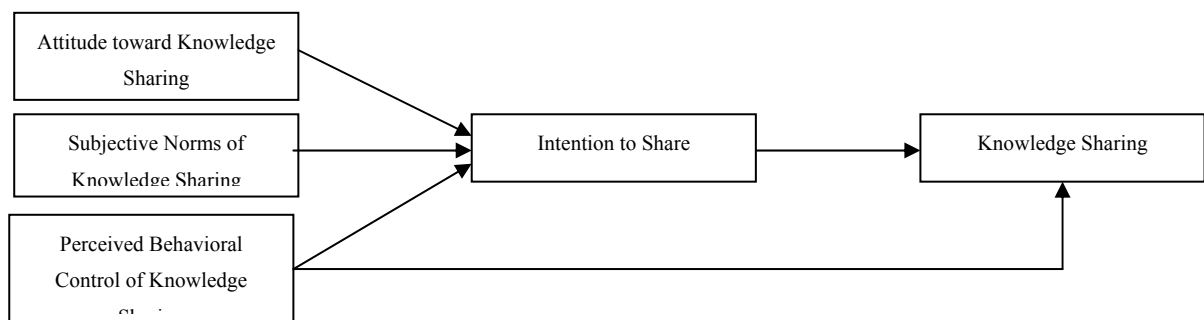 Attitude toward Knowledge
Sharing
Subjective Norms of
Knowledge Sharing
Perceived Behavioral
Control of Knowledge
Intention to Share
Knowledge Sharing